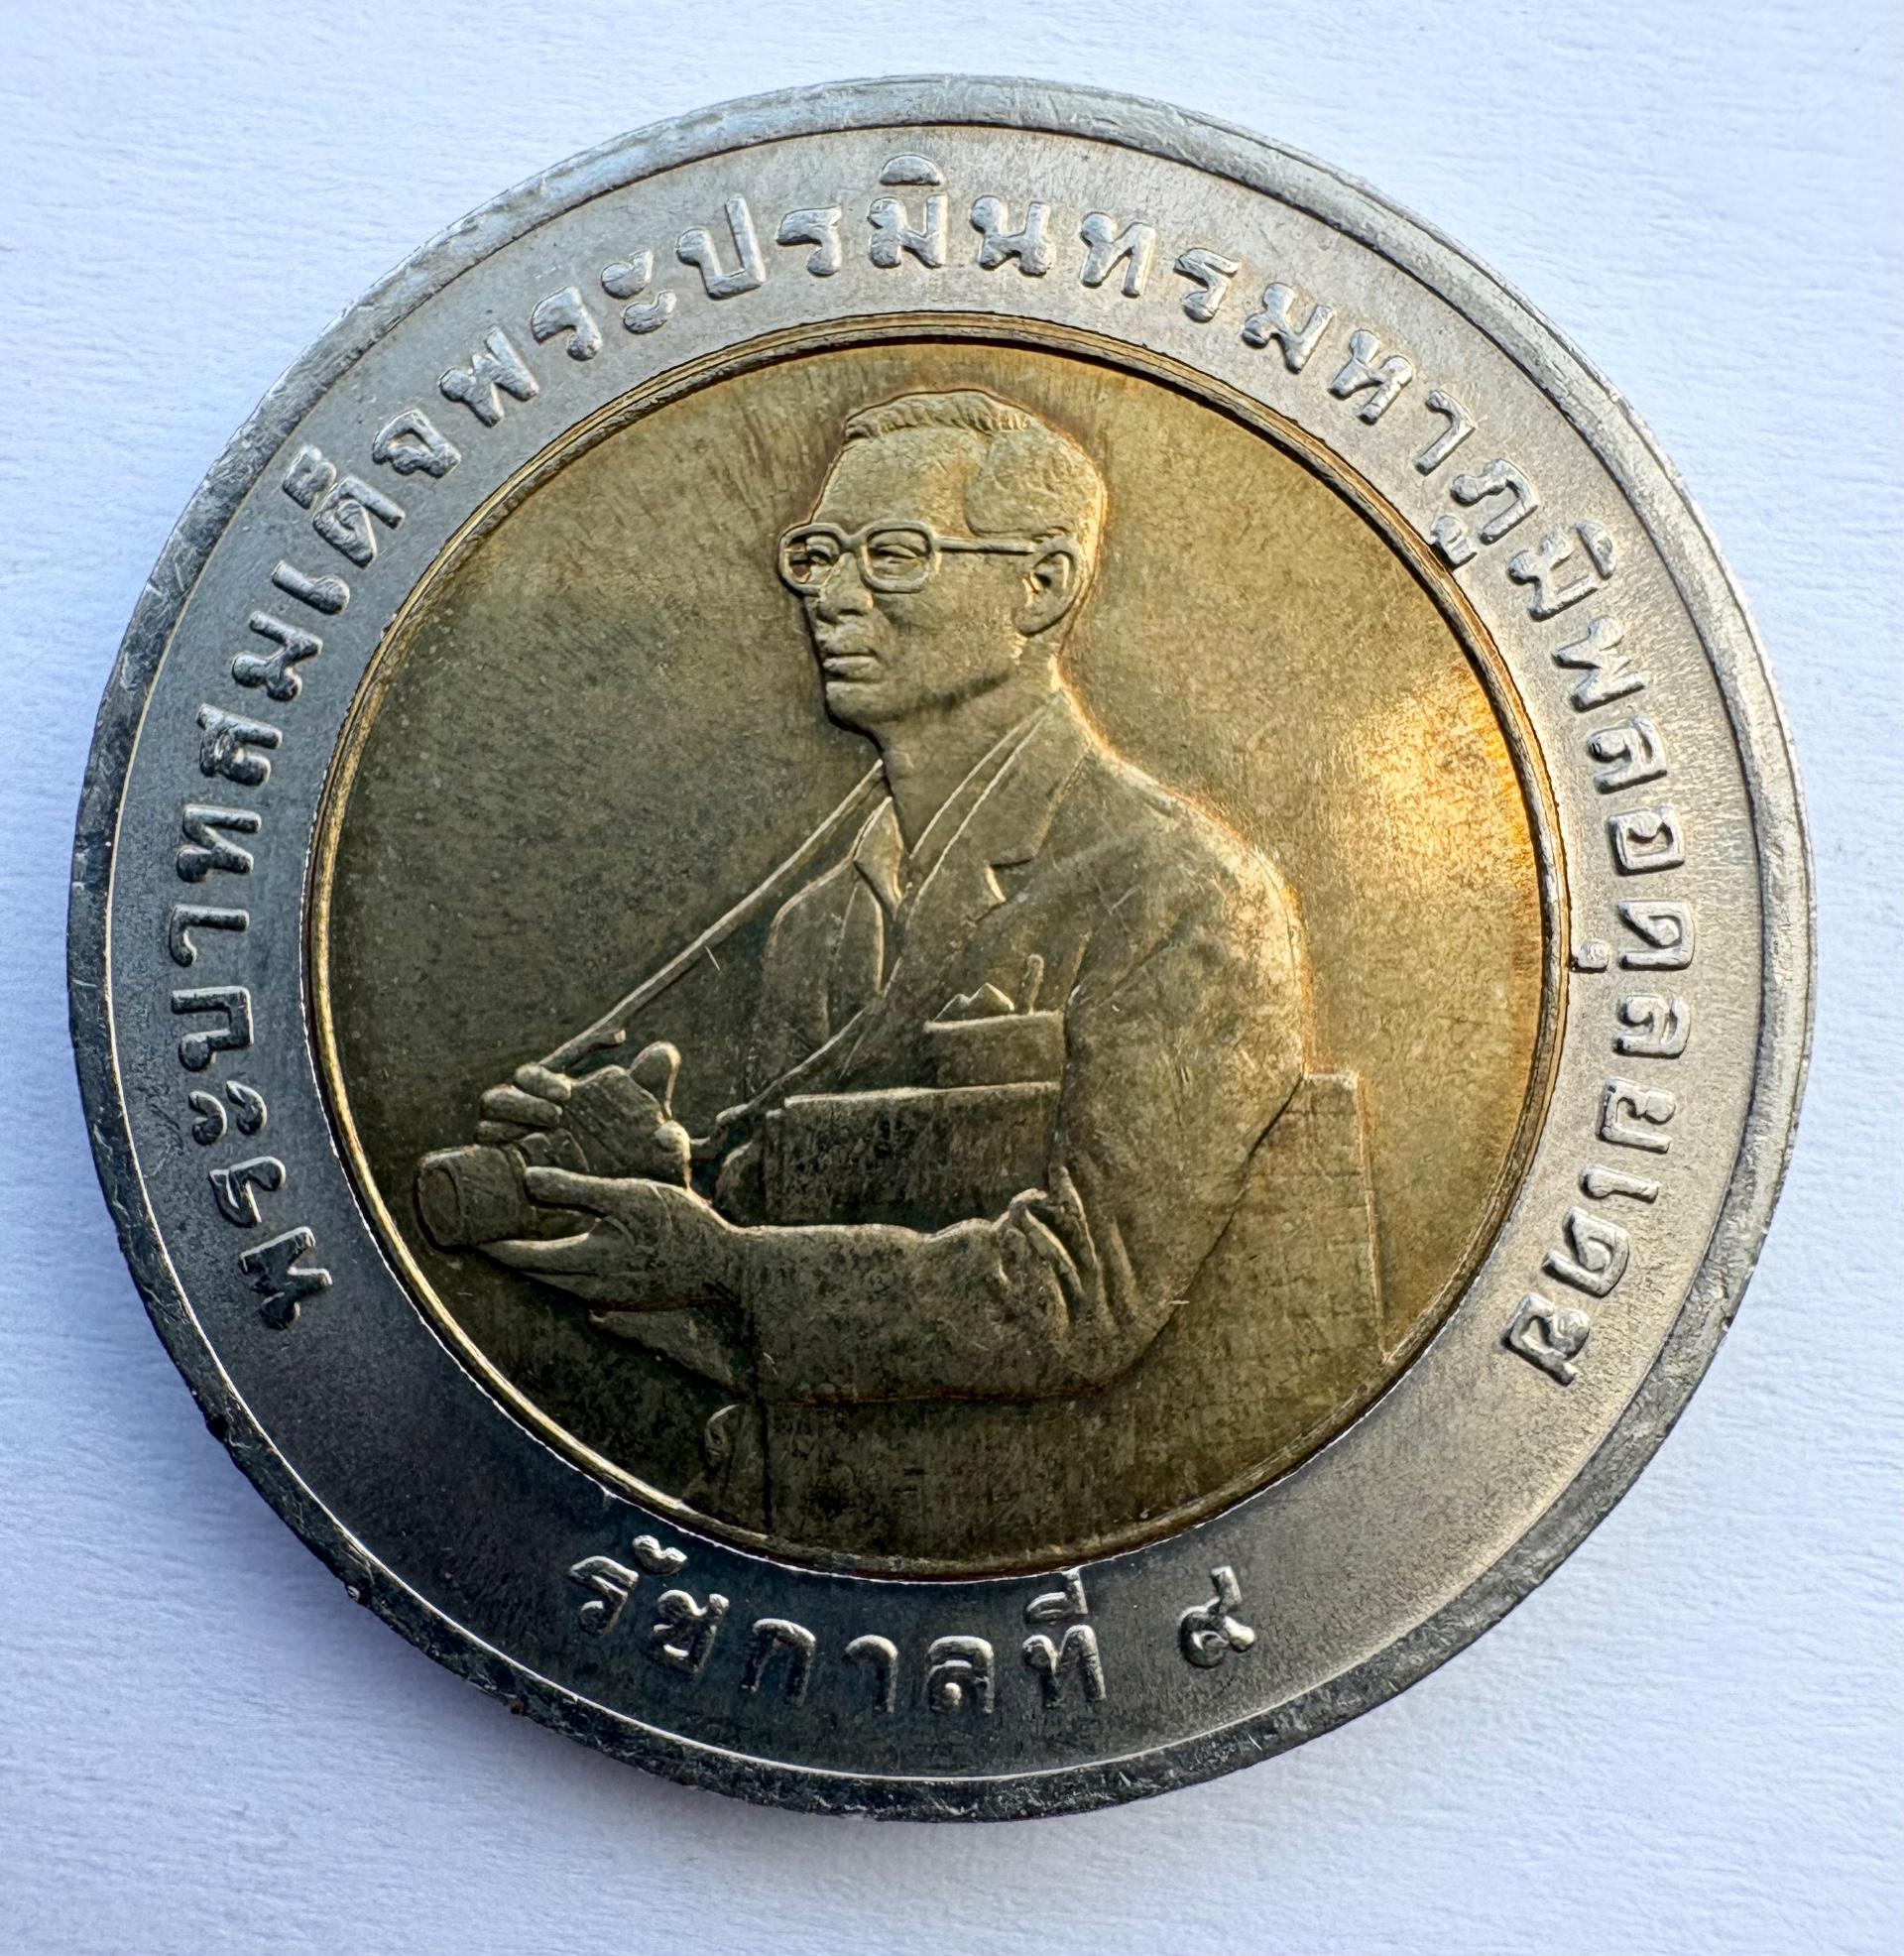 พระบาทสมเด็จพระปรมินทรมหาภูมิพลอดุลยเดช
รัชกาลที่ ๙